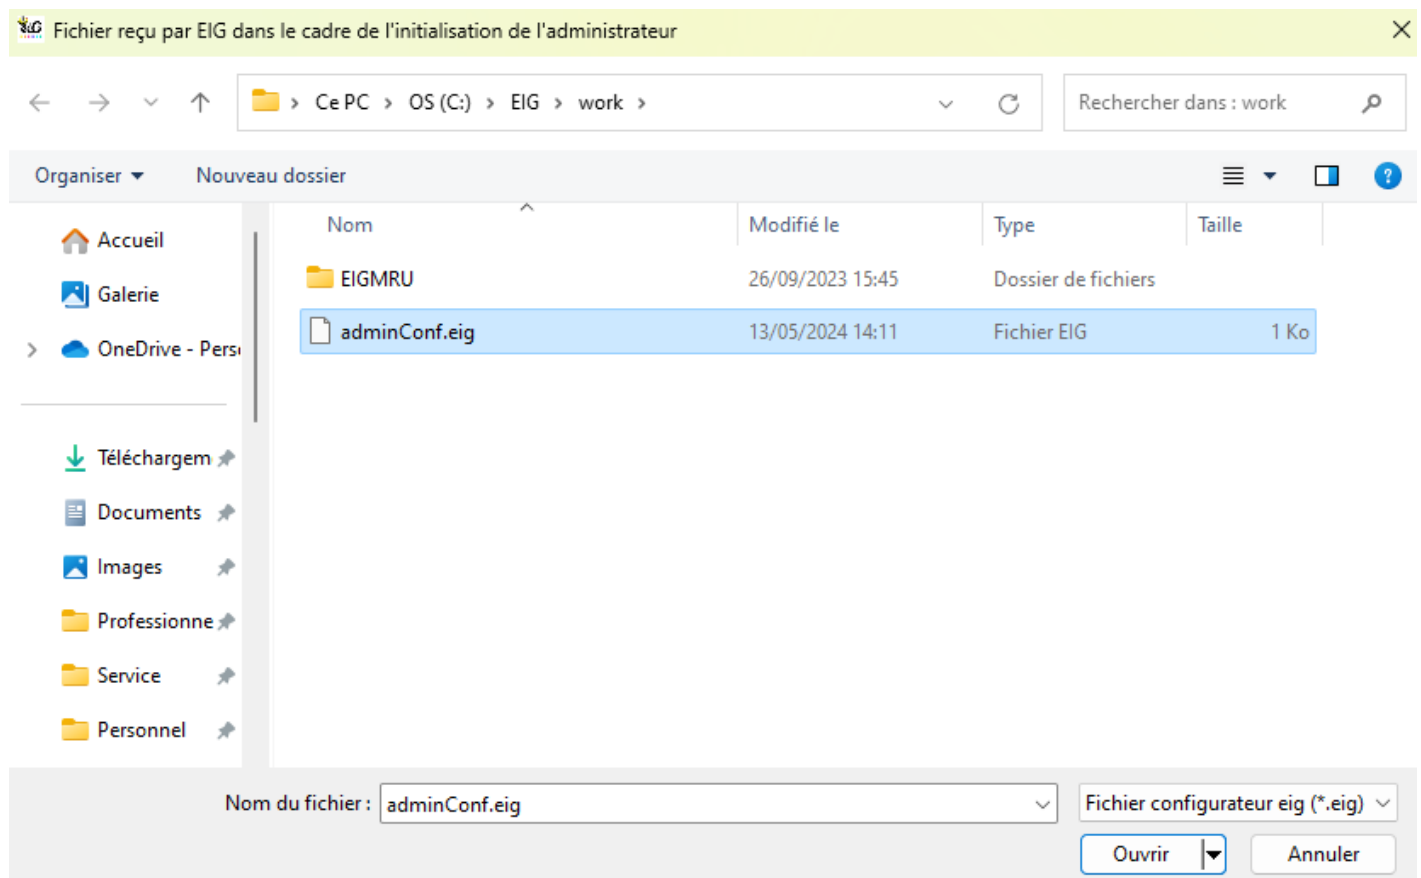 Fichier reçu par EIG dans le cadre de l'initialisation de l'administrateur
Ce PC > OS (C:) > EIG > work >
Rechercher dans : work
Organiser
Nouveau dossier
Nom
Modifié le
Type
Taille
Accueil
Galerie
OneDrive - Pers
Téléchargem
Documents
Images
Professionne
Service
Personnel
EIGMRU 26/09/2023 15:45 Dossier de fichiers
adminConf.eig 13/05/2024 14:11 Fichier EIG 1 Ko
Nom du fichier : adminConf.eig
Fichier configurateur eig (*.eig)
Ouvrir
Annuler